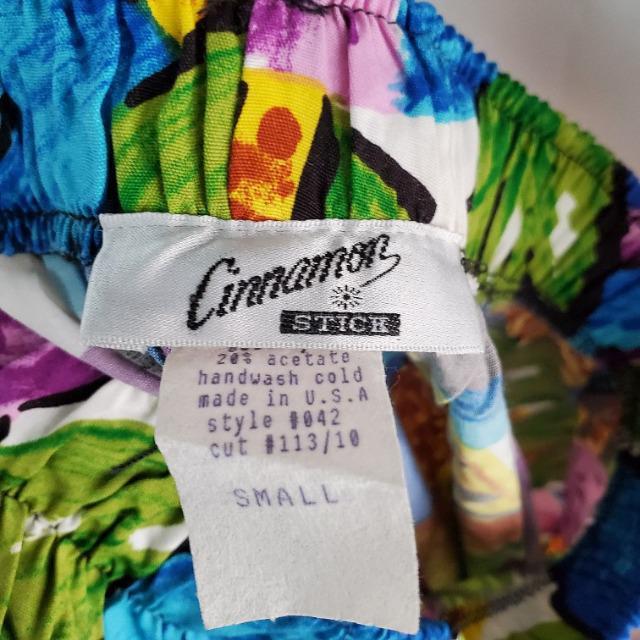 Cinnamon
STICK
20% acetate
handwash cold
made in U.S.A
style #042
cut #113/10
SMALL